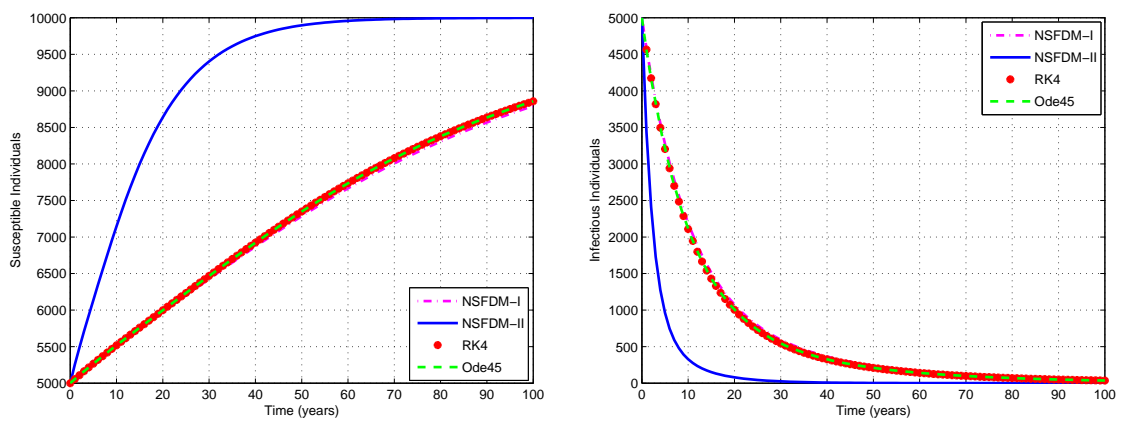 10000
9500
9000
8500
8000
7500
7000
6500
6000
5500
5000
Susceptible Individuals
0 10 20 30 40 50 60 70 80 90 100
Time (years)
NSFDM−I
NSFDM−II
RK4
Ode45
5000
4500
4000
3500
3000
2500
2000
1500
1000
500
0
Infectious Individuals
0 10 20 30 40 50 60 70 80 90 100
Time (years)
NSFDM−I
NSFDM−II
RK4
Ode45